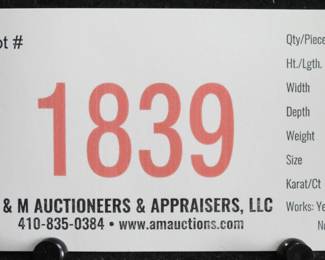 ot #
1839
& M AUCTIONEERS & APPRAISERS, LLC
410-835-0384 • www.amauctions.com
Qty/Piece
Ht./Lgth.
Width
Depth
Weight
Size
Karat/Ct
Works: Ye
N